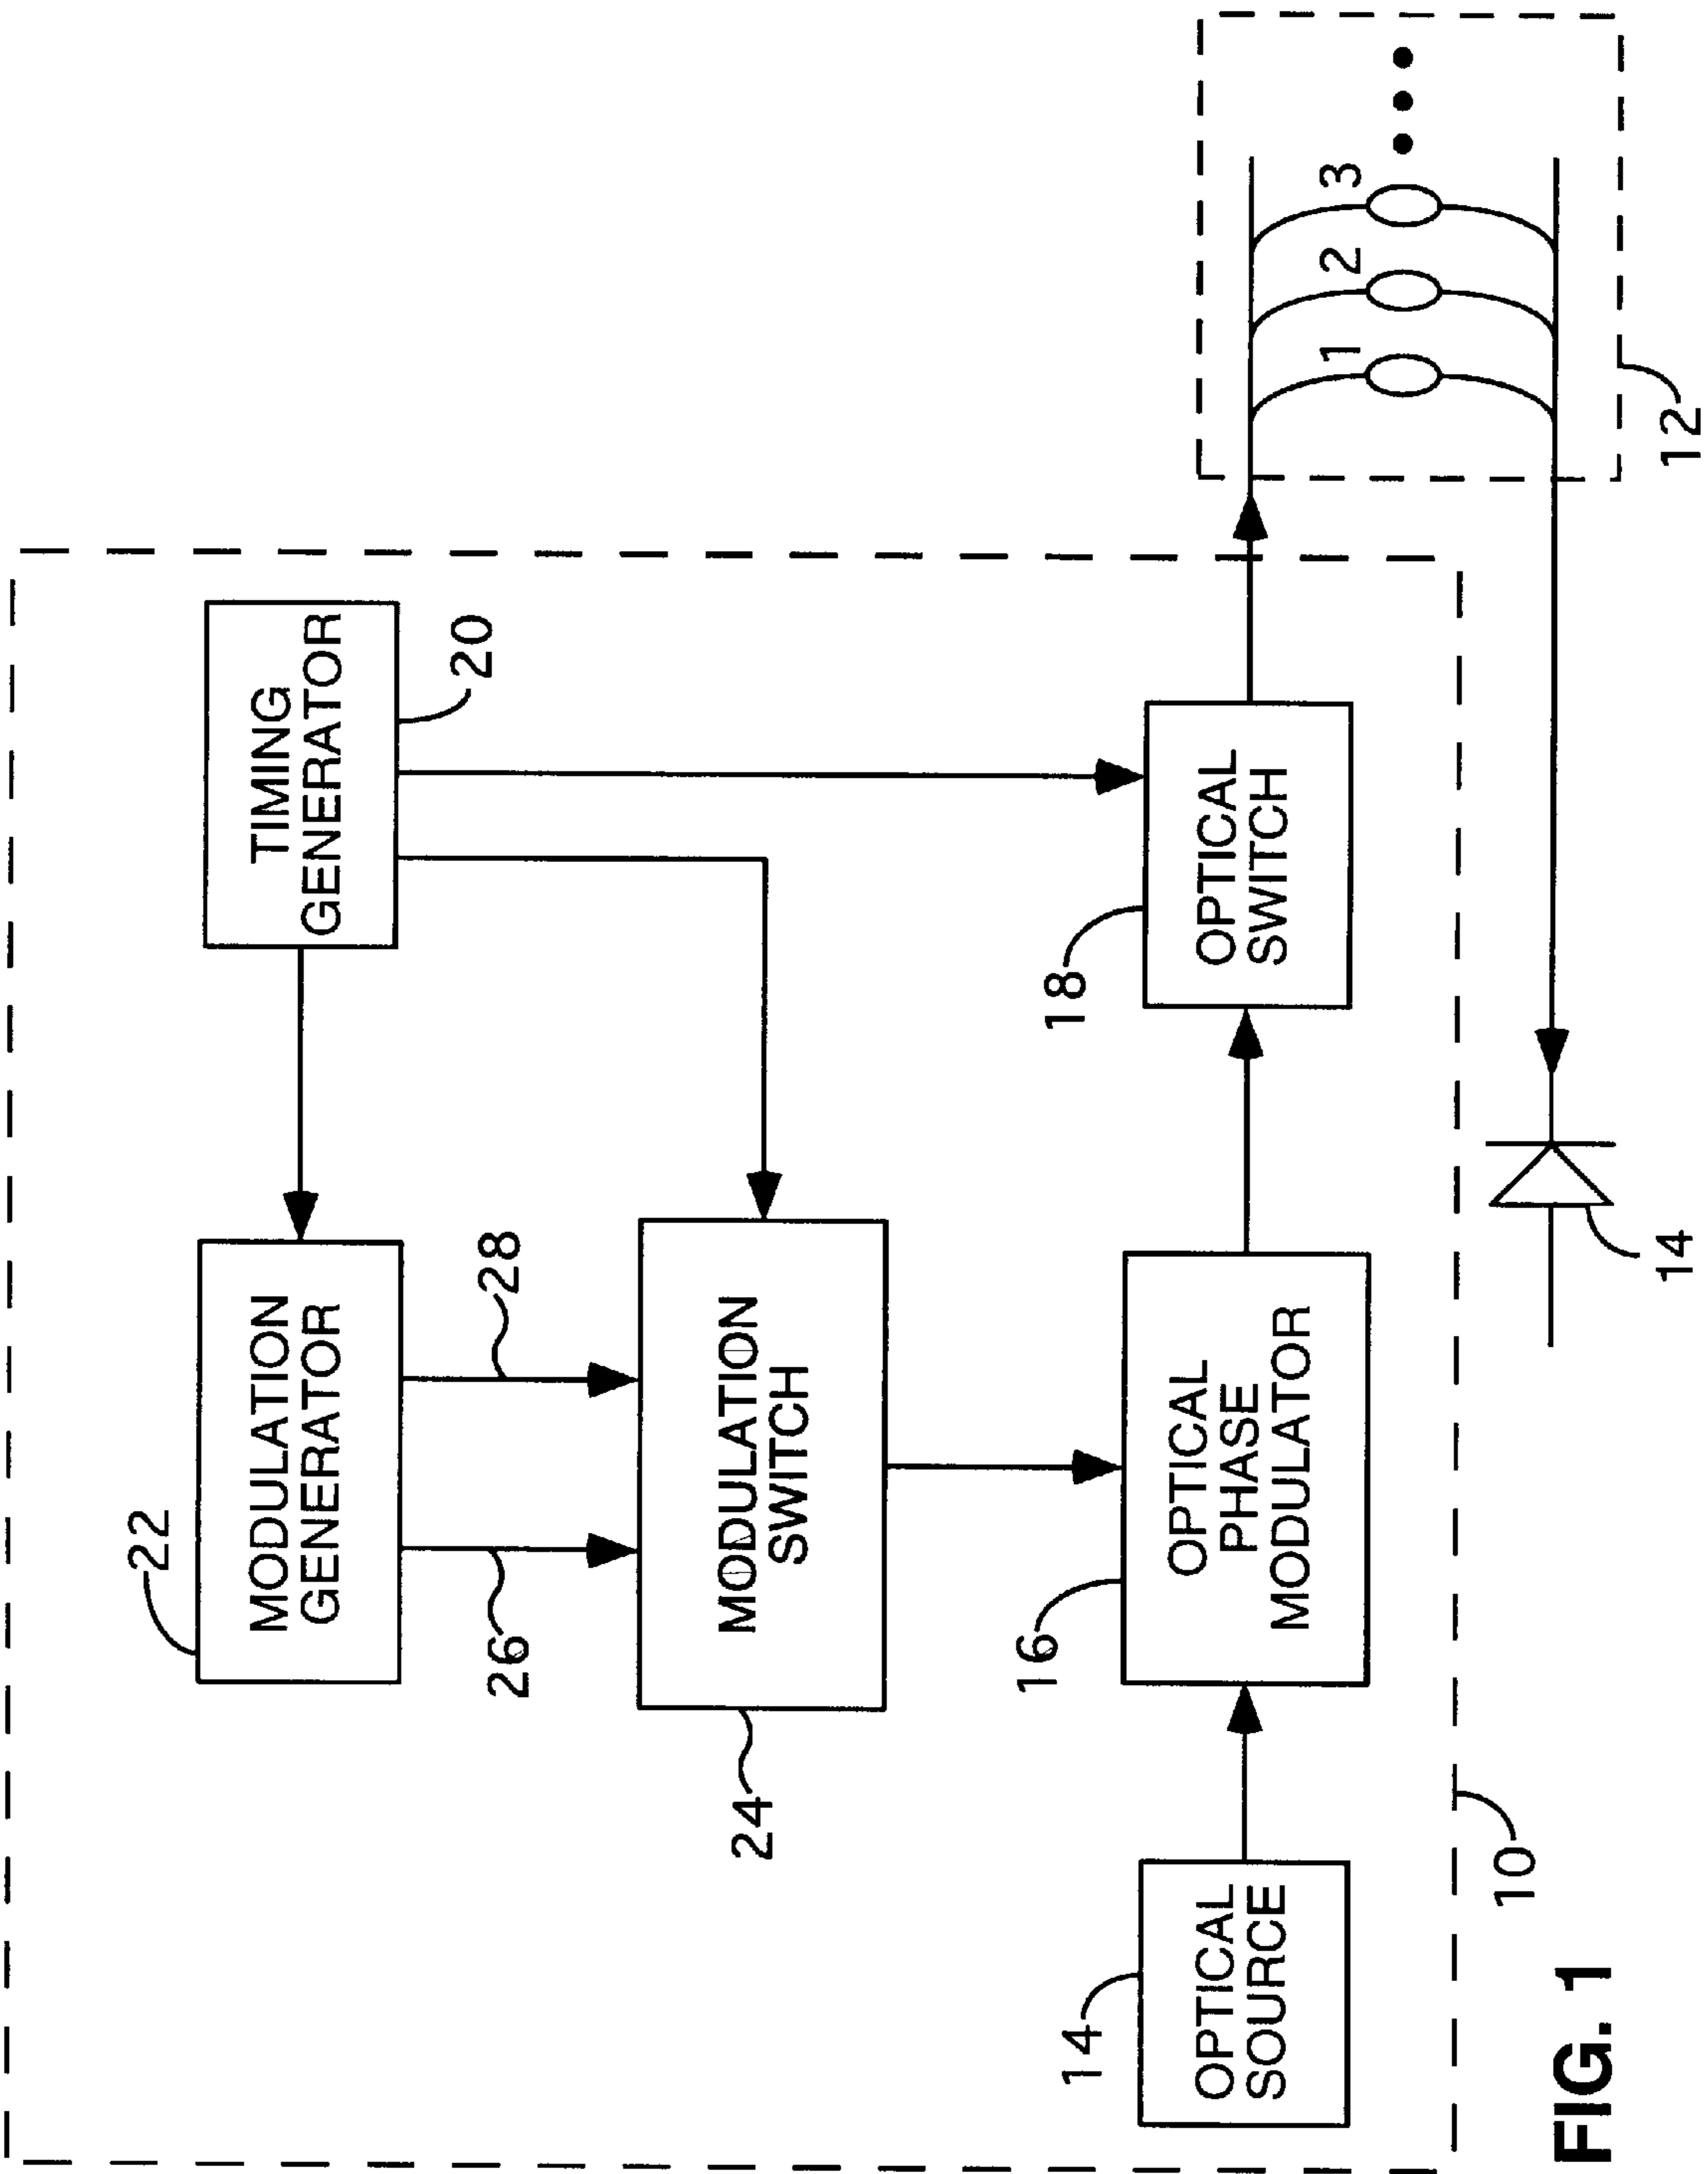 22
MODULATION
GENERATOR
TIMING
GENERATOR
20
26
28
24
MODULATION
SWITCH
14
OPTICAL
SOURCE
16
OPTICAL
PHASE
MODULATOR
18
OPTICAL
SWITCH
1
2
3
12
10
14
FIG. 1